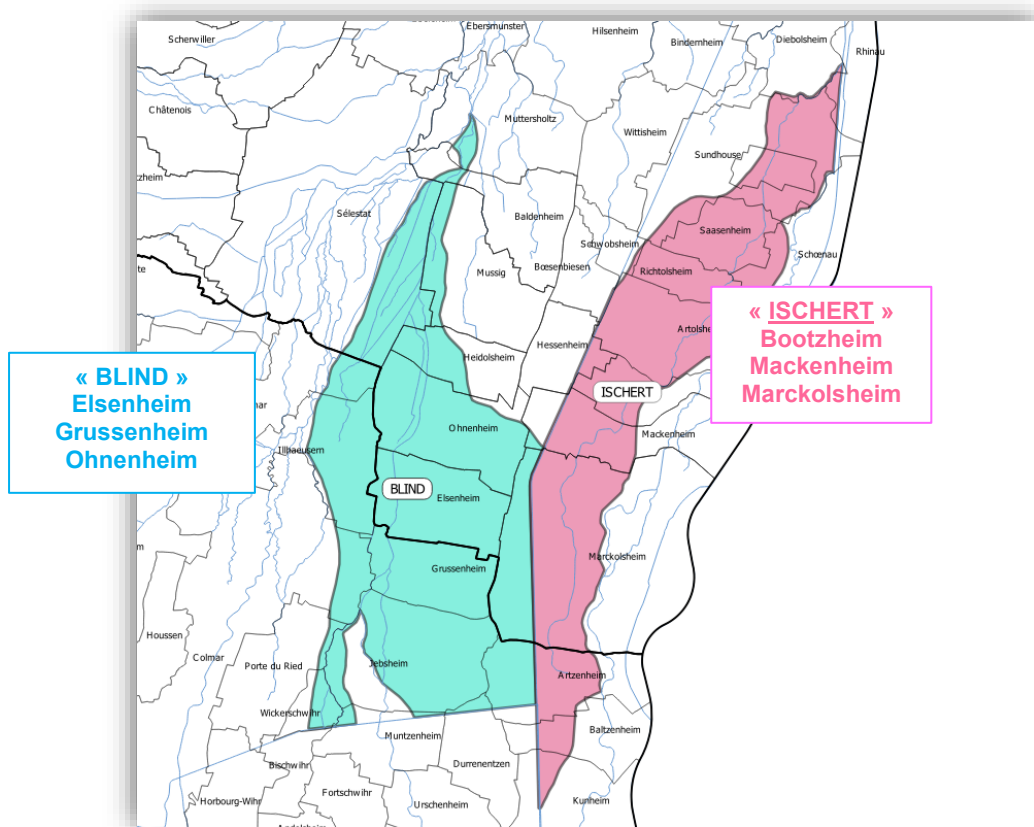 Ebersmunster
Hilsenheim
Diebolsheim
Scherwiller
Bindernheim
Rhinau
Châtenois
Muttersholtz
Wittisheim
Sundhouse
Sélestat
Baldenheim
Saasenheim
Schwobsheim
Schœnau
Mussig
Bœsenbiesen
Richtolsheim
« BLIND »
Elsenheim
Grussenheim
Ohnenheim
« ISCHERT »
Bootzheim
Mackenheim
Marckolsheim
Hessenheim
Heidolsheim
ISCHERT
Ohnenheim
Mackenheim
Illhaeusern
BLIND
Elsenheim
Marckolsheim
Grussenheim
Houssen
Colmar
Porte du Ried
Jebsheim
Artzenheim
Wickerschwihr
Baltzenheim
Muntzenheim
Bischwihr
Durrenentzen
Horbourg-Wihr
Fortschwihr
Urschenheim
Kunheim